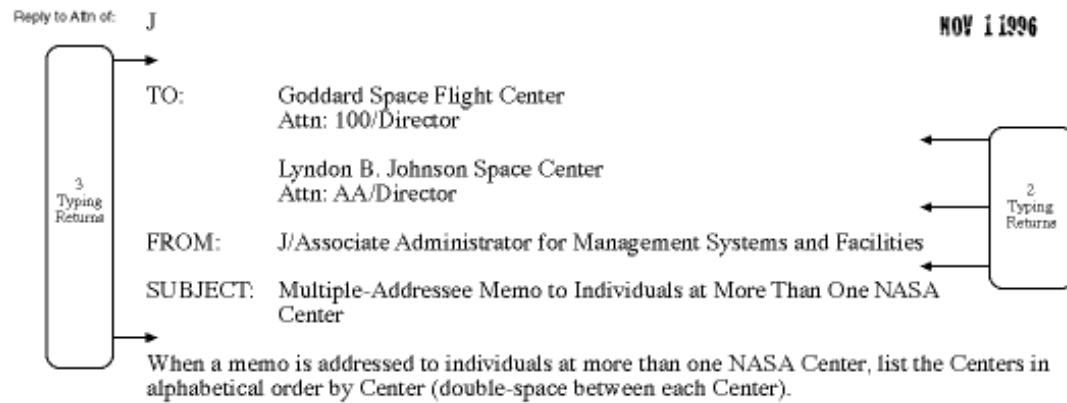 Reply to Attn of: J
NOV 1 1996
TO: Goddard Space Flight Center
Attn: 100/Director
Lyndon B. Johnson Space Center
Attn: AA/Director
3
Typing
Returns
2
Typing
Returns
FROM: J/Associate Administrator for Management Systems and Facilities
SUBJECT: Multiple-Addressee Memo to Individuals at More Than One NASA
Center
When a memo is addressed to individuals at more than one NASA Center, list the Centers in
alphabetical order by Center (double-space between each Center).